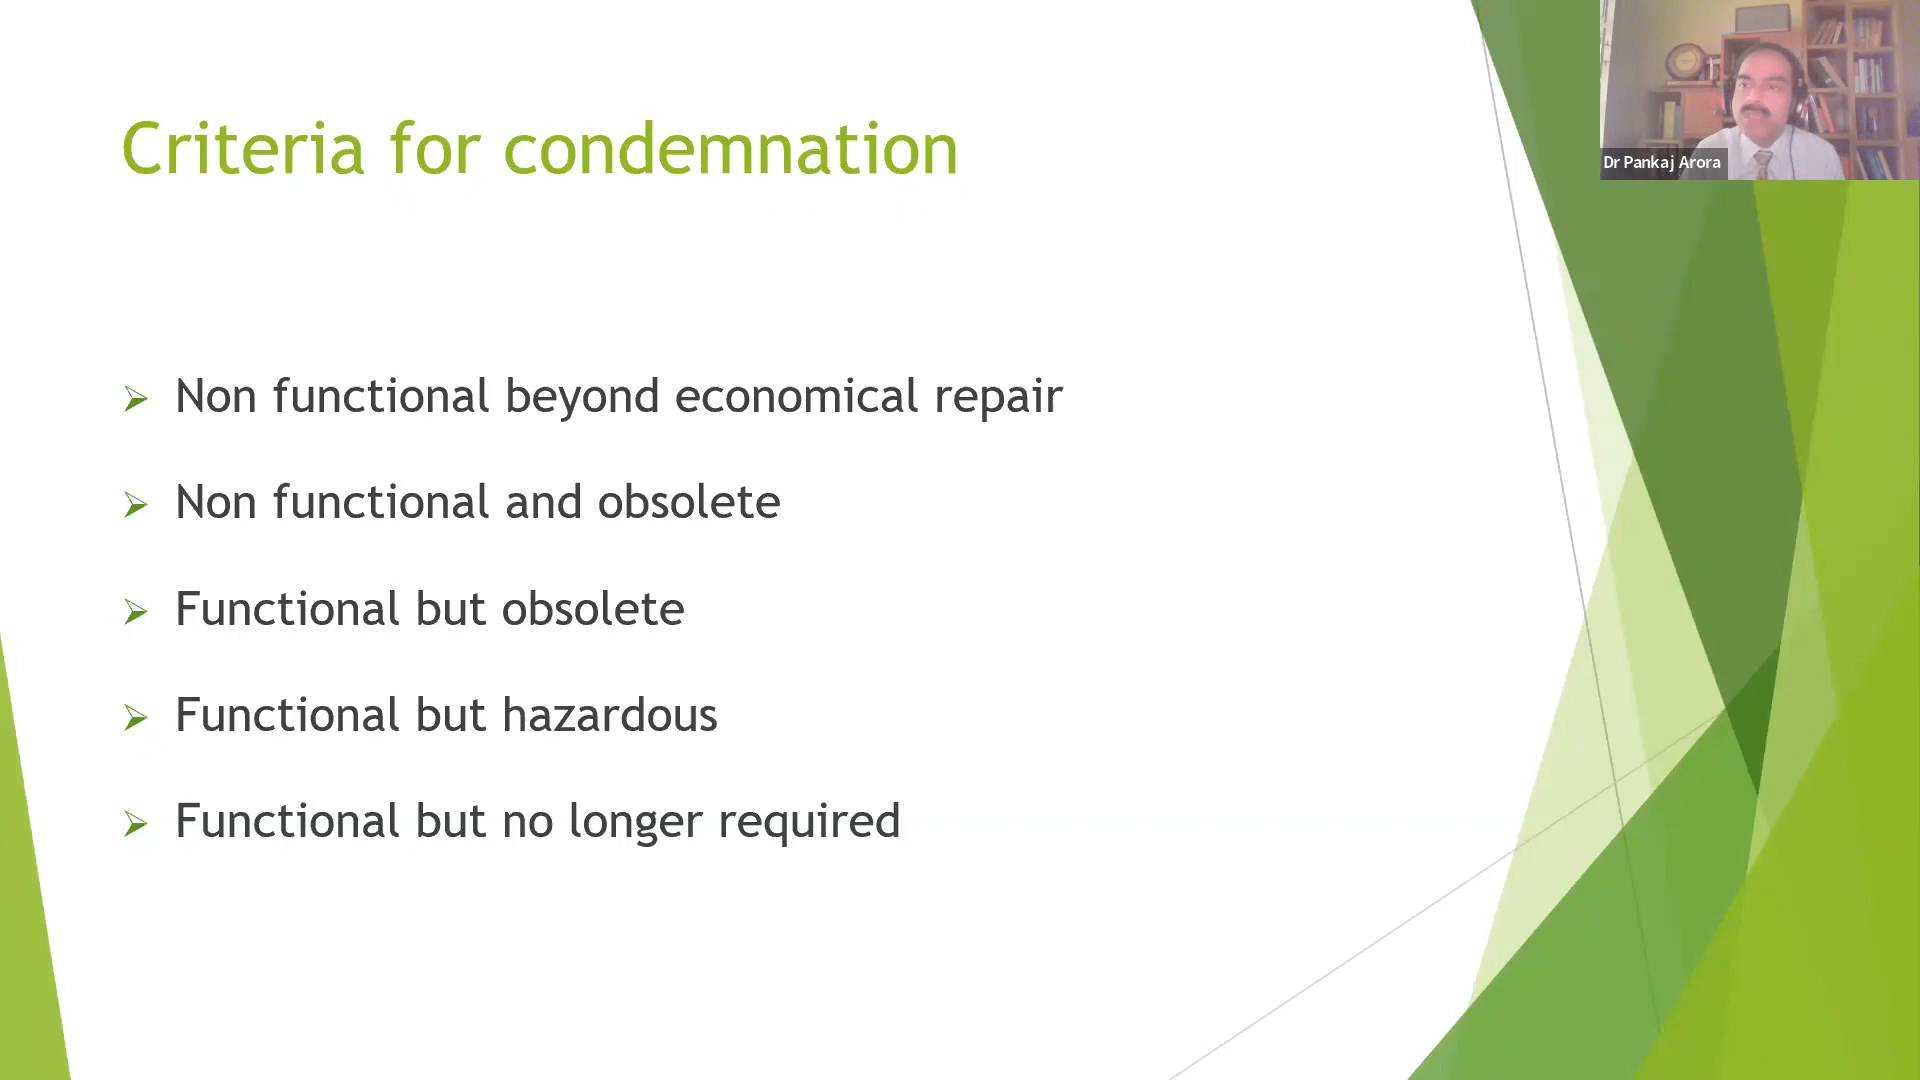 Criteria for condemnation
Non functional beyond economical repair
Non functional and obsolete
Functional but obsolete
Functional but hazardous
Functional but no longer required
Dr Pankaj Arora